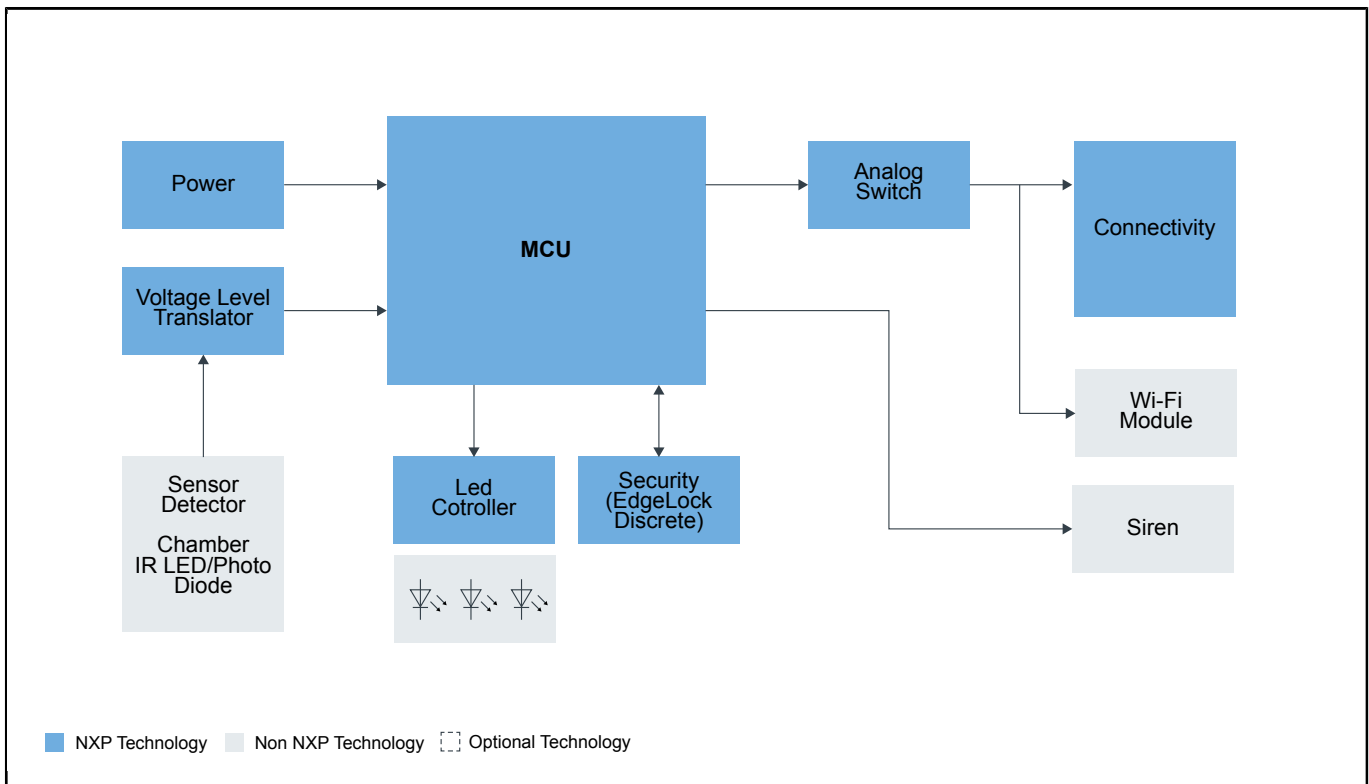 Power
MCU
Analog
Switch
Connectivity
Voltage Level
Translator
Wi-Fi
Module
Sensor
Detector
Chamber
IR LED/Photo
Diode
Led
Cotroller
Security
(EdgeLock
Discrete)
Siren
NXP Technology
Non NXP Technology
Optional Technology